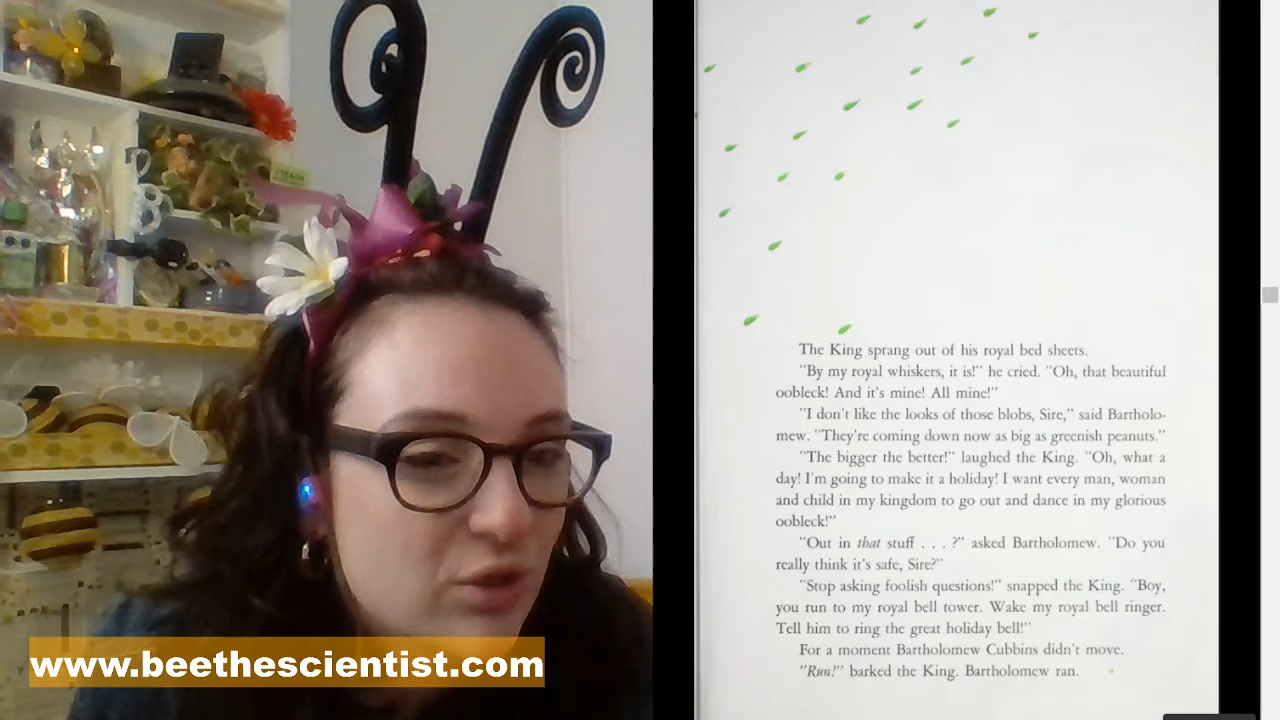 The King sprang out of his royal bed sheets.
"By my royal whiskers, it is!" he cried. "Oh, that beautiful
oobleck! And it's mine! All mine!"
"I don't like the looks of those blobs, Sire," said Bartholo-
mew. "They're coming down now as big as greenish peanuts."
"The bigger the better!" laughed the King. "Oh, what a
day! I'm going to make it a holiday! I want every man, woman
and child in my kingdom to go out and dance in my glorious
oobleck!"
"Out in that stuff . . . ?" asked Bartholomew. "Do you
really think it's safe, Sire?"
"Stop asking foolish questions!" snapped the King. "Boy,
you run to my royal bell tower. Wake my royal bell ringer.
Tell him to ring the great holiday bell!"
For a moment Bartholomew Cubbins didn't move.
"Run!" barked the King. Bartholomew ran.
www.beethescientist.com